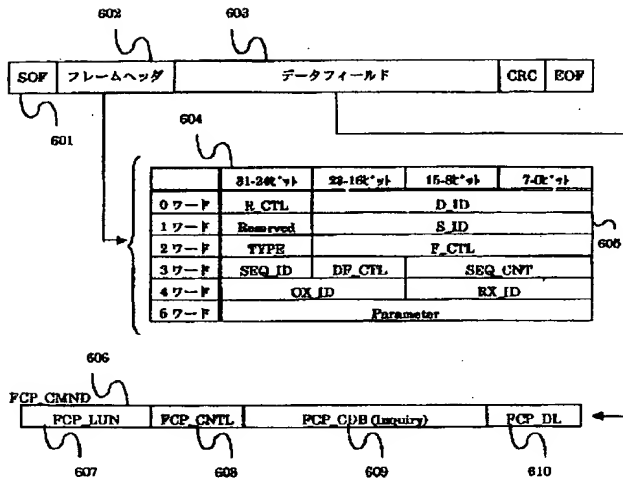 602
603
SOF フレームヘッダ データフィールド CRC EOF
601
604
31-24ビット 23-16ビット 15-8ビット 7-0ビット
0ワード R_CTL D_ID
1ワード Reserved S_ID
605
2ワード TYPE F_CTL
3ワード SEQ_ID DF_CTL SEQ_CNT
4ワード OX_ID RX_ID
5ワード Parameter
606
FCP_CMND
FCP_LUN FCP_CNTL FCP_CDB (Inquiry) FCP_DL
607 608 609 610